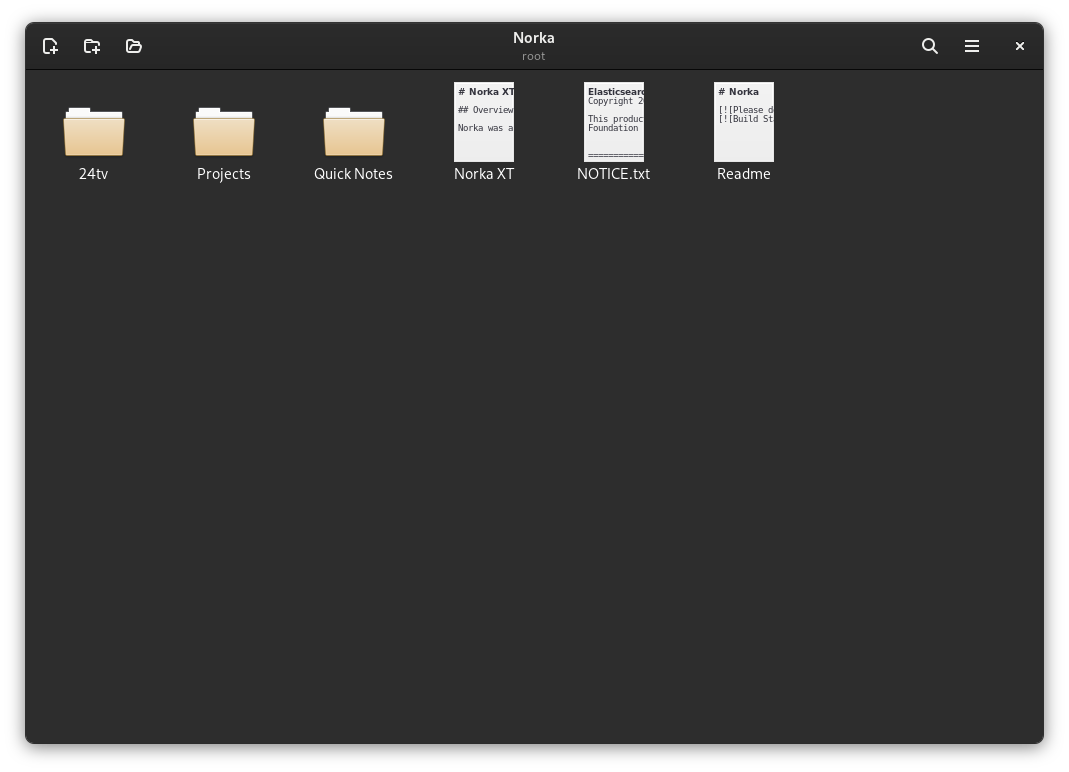 Norka
root
# Norka XT
## Overview
Norka was a
Elasticsearc
Copyright 20
This produc
Foundation
============
# Norka
[![Please d
[![Build St
24tv
Projects
Quick Notes
Norka XT
NOTICE.txt
Readme